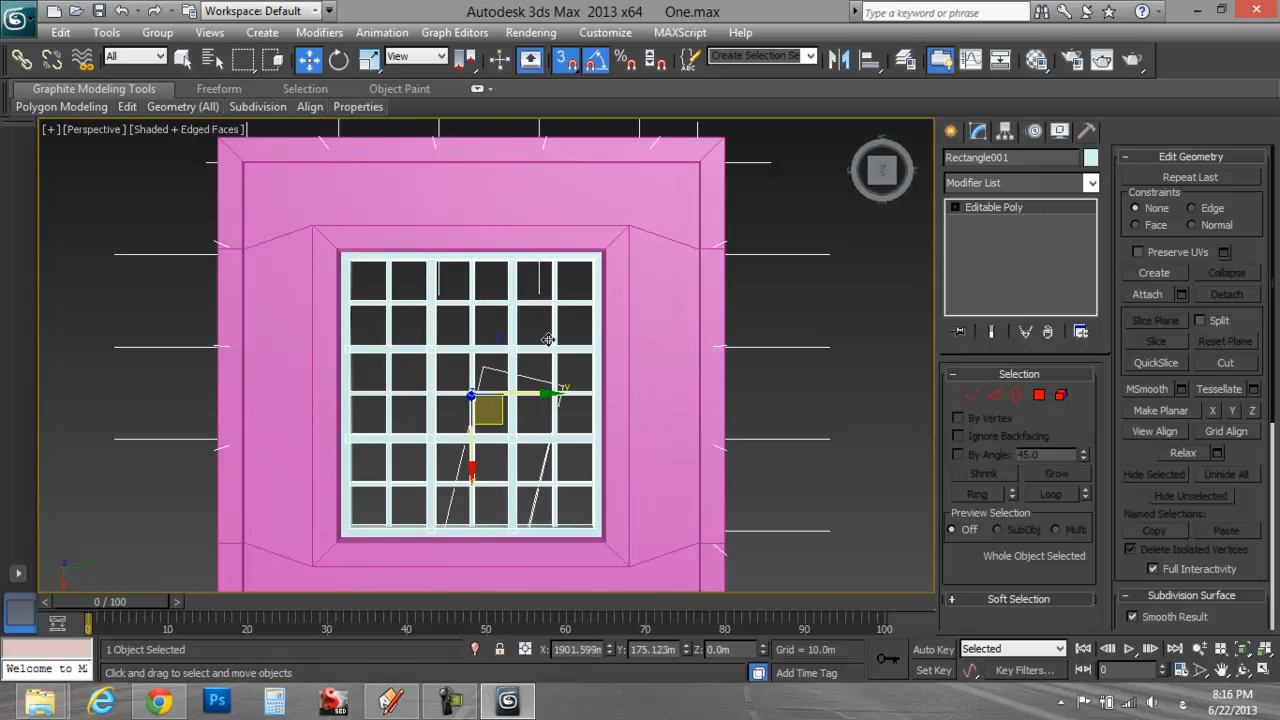 Workspace: Default
Autodesk 3ds Max 2013 x64 One.max
Type a keyword or phrase
Edit Tools Group Views Create Modifiers Animation Graph Editors Rendering Customize MAXScript Help
All View Create Selection Se
Graphite Modeling Tools Freeform Selection Object Paint
Polygon Modeling Edit Geometry (All) Subdivision Align Properties
[+] [Perspective] [Shaded + Edged Faces]
Rectangle001
Modifier List
Editable Poly
Selection
By Vertex
Ignore Backfacing
By Angle: 45.0
Shrink Grow
Ring Loop
Preview Selection
Off SubObj Multi
Whole Object Selected
Soft Selection
Edit Geometry
Repeat Last
Constraints
None Edge
Face Normal
Preserve UVs
Create Collapse
Attach Detach
Slice Plane Split
Slice Reset Plane
QuickSlice Cut
MSmooth Tessellate
Make Planar X Y Z
View Align Grid Align
Relax
Hide Selected Unhide All
Hide Unselected
Named Selections:
Copy Paste
Delete Isolated Vertices
Full Interactivity
Subdivision Surface
Smooth Result
y
z
0 / 100
0 10 20 30 40 50 60 70 80 90 100
1 Object Selected X: 1901.599m Y: 175.123m Z: 0.0m Grid = 10.0m Auto Key Selected
Welcome to M Click and drag to select and move objects Add Time Tag Set Key Key Filters... 0
Ps
8:16 PM
6/22/2013